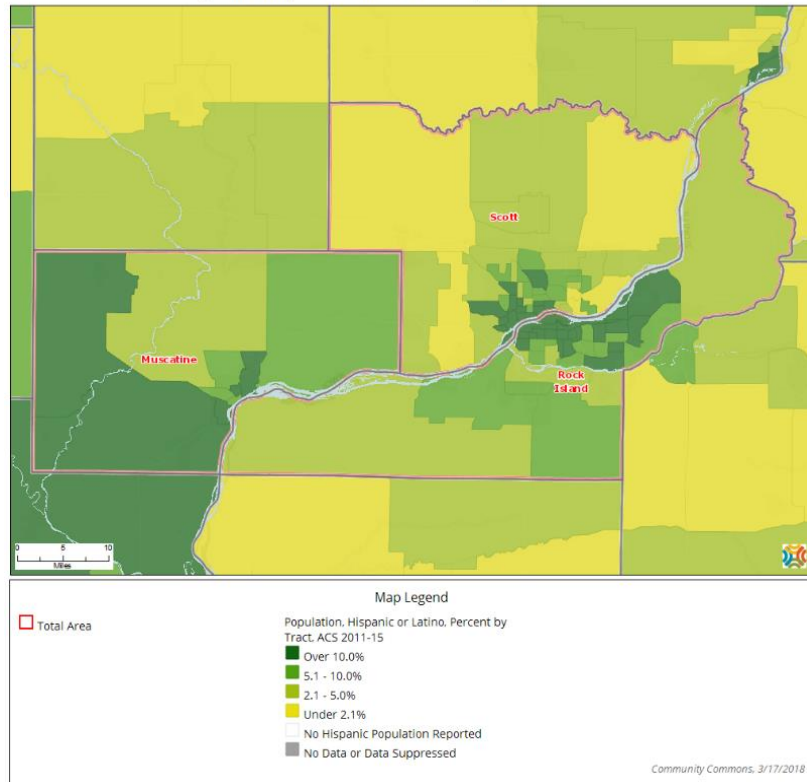 Scott
Muscatine
Rock
Island
0 5 10
Miles
Map Legend
Total Area
Population, Hispanic or Latino, Percent by
Tract, ACS 2011-15
Over 10.0%
5.1 - 10.0%
2.1 - 5.0%
Under 2.1%
No Hispanic Population Reported
No Data or Data Suppressed
Community Commons, 3/17/2018